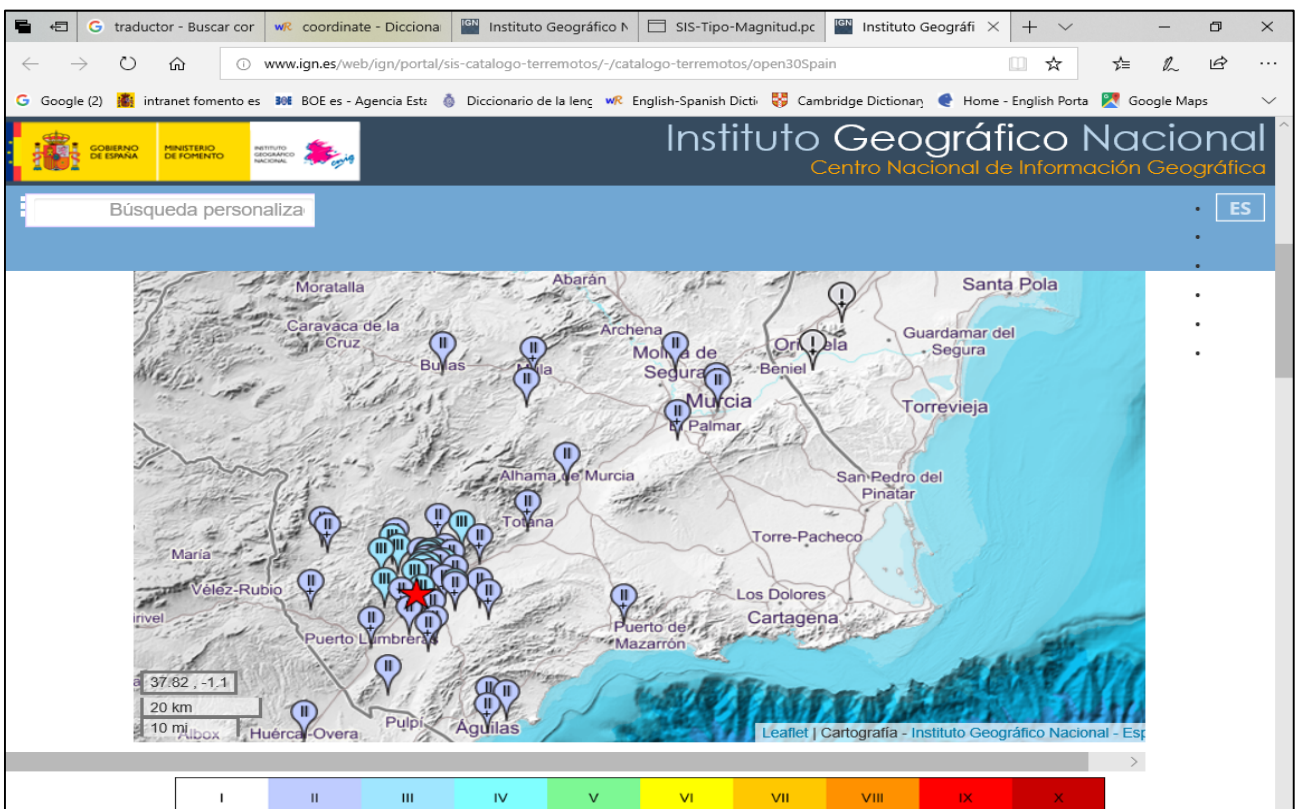 traductor - Buscar cor
coordinate - Dicciona
Instituto Geográfico N
SIS-Tipo-Magnitud.pc
Instituto Geográfi
www.ign.es/web/ign/portal/sis-catalogo-terremotos/-/catalogo-terremotos/open30Spain
Google (2)
intranet fomento es
BOE es - Agencia Esta
Diccionario de la leng
English-Spanish Dicti
Cambridge Dictionary
Home - English Porta
Google Maps
GOBIERNO DE ESPAÑA
MINISTERIO DE FOMENTO
INSTITUTO GEOGRÁFICO NACIONAL
cnig
Instituto Geográfico Nacional
Centro Nacional de Información Geográfica
Búsqueda personaliza
ES
Moratalla
Abarán
Santa Pola
Caravaca de la Cruz
Archena
Guardamar del Segura
Bullas
Mula
Molina de Segura
Orihuela
Beniel
Murcia
El Palmar
Torrevieja
Alhama de Murcia
San Pedro del Pinatar
Totana
Torre-Pacheco
María
Vélez-Rubio
Los Dolores
Cartagena
Puerto de Mazarrón
Puerto Lumbreras
37.82 , -1.1
20 km
10 mi
Albox
Huércal-Overa
Pulpí
Águilas
Leaflet | Cartografía - Instituto Geográfico Nacional - Esp
I II III IV V VI VII VIII IX X